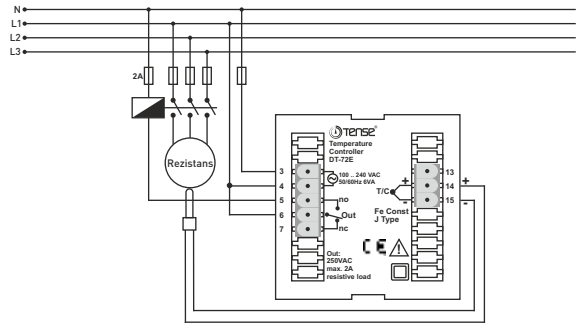 N
L1
L2
L3
2A
Rezistans
TENSE®
Temperature
Controller
DT-72E
3
4
5
6
7
100 ... 240 VAC
50/60Hz 6VA
no
Out
nc
Out:
250VAC
max. 2A
resistive load
T/C
+
-
Fe Const
J Type
CE
13
14
15
+
-